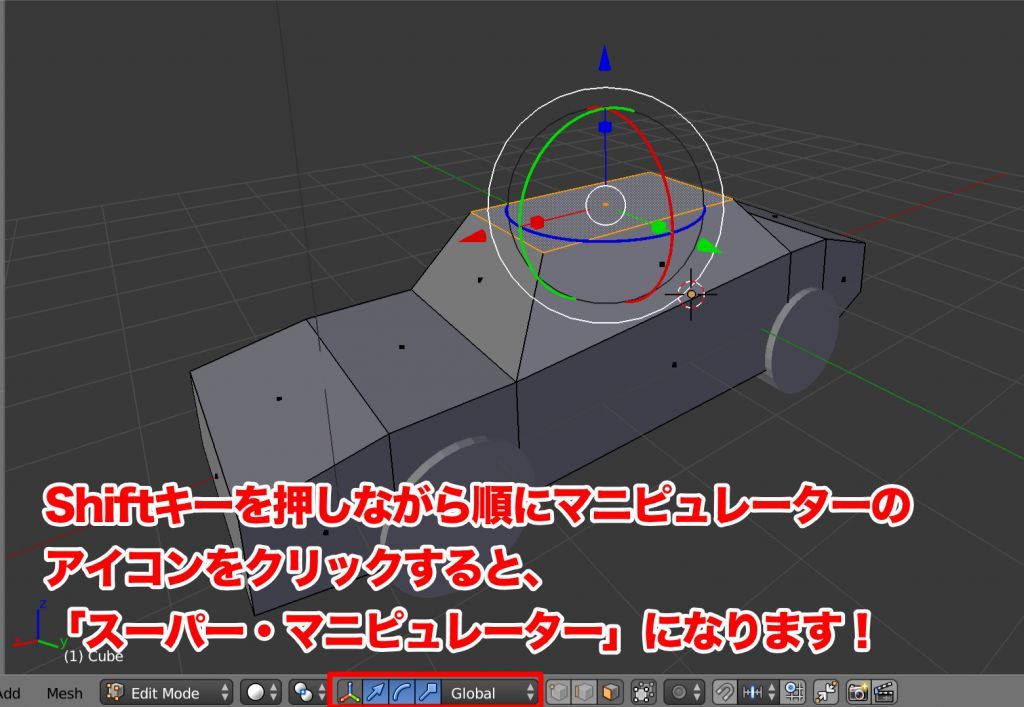 Shiftキーを押しながら順にマニピュレーターの
アイコンをクリックすると、
「スーパー・マニピュレーター」になります！
z
x
y
(1) Cube
Mesh Edit Mode Global